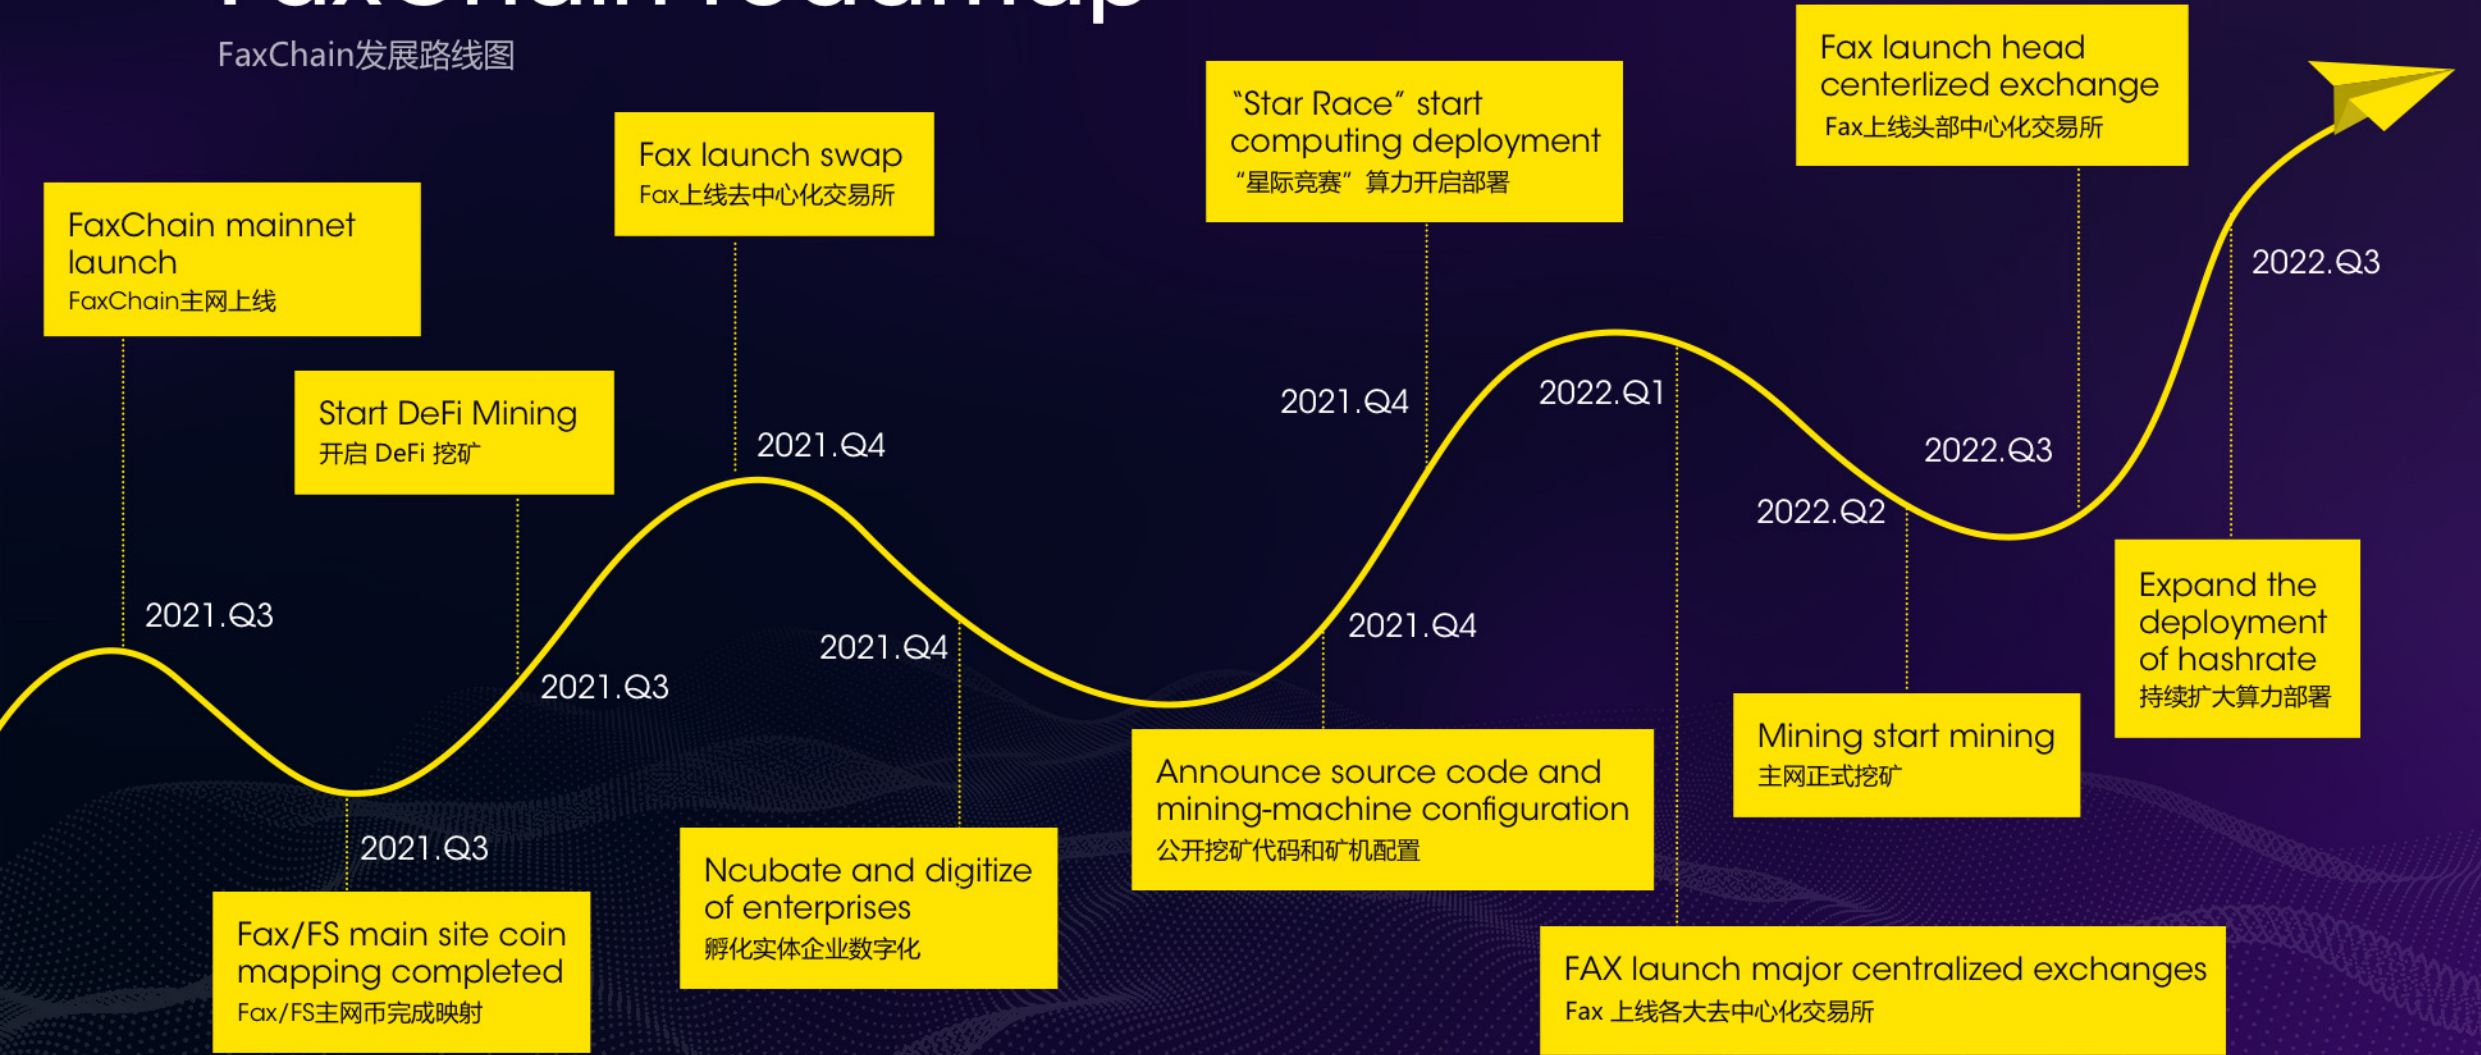 FaxChain roadmap
FaxChain发展路线图
FaxChain mainnet
launch
FaxChain主网上线
2021.Q3
Fax/FS main site coin
mapping completed
Fax/FS主网币完成映射
2021.Q3
Start DeFi Mining
开启 DeFi 挖矿
2021.Q3
Fax launch swap
Fax上线去中心化交易所
2021.Q4
Ncubate and digitize
of enterprises
孵化实体企业数字化
2021.Q4
Announce source code and
mining-machine configuration
公开挖矿代码和矿机配置
2021.Q4
“Star Race” start
computing deployment
“星际竞赛” 算力开启部署
2021.Q4
FAX launch major centralized exchanges
Fax 上线各大去中心化交易所
2022.Q1
Mining start mining
主网正式挖矿
2022.Q2
Fax launch head
centerlized exchange
Fax上线头部中心化交易所
2022.Q3
Expand the
deployment
of hashrate
持续扩大算力部署
2022.Q3